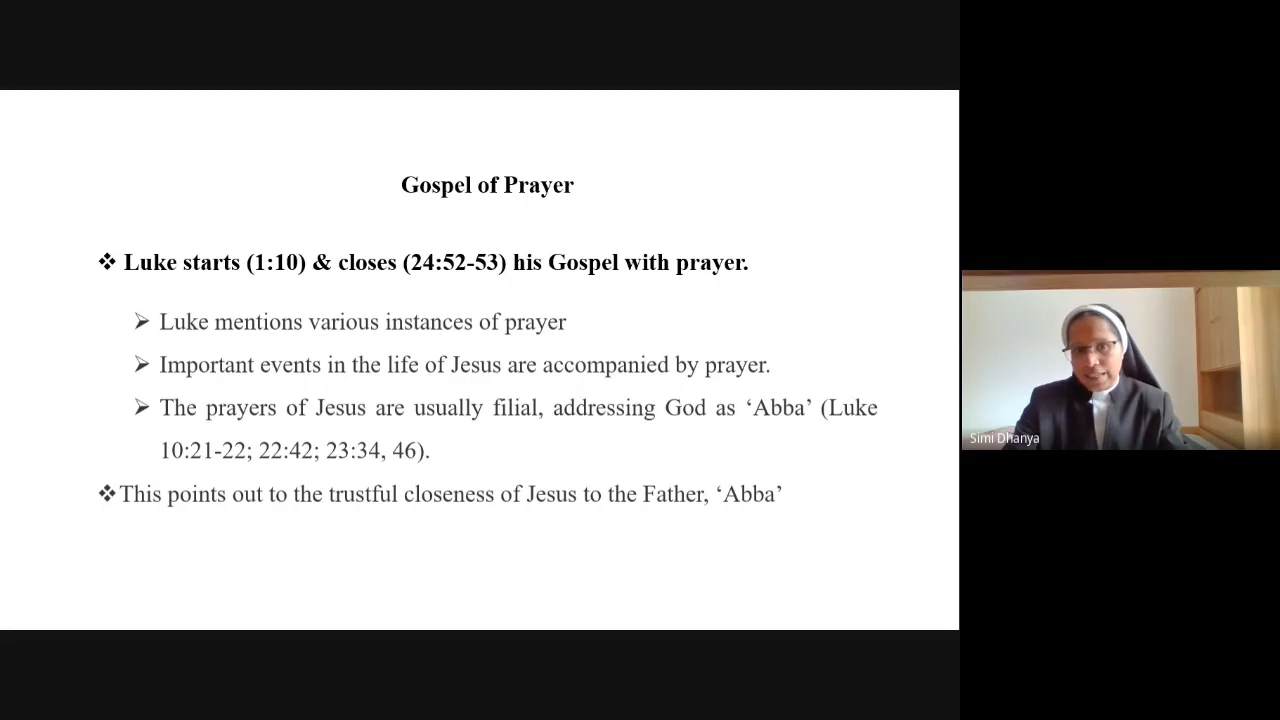 Gospel of Prayer
❖ Luke starts (1:10) & closes (24:52-53) his Gospel with prayer.
➢ Luke mentions various instances of prayer
➢ Important events in the life of Jesus are accompanied by prayer.
➢ The prayers of Jesus are usually filial, addressing God as ‘Abba’ (Luke
10:21-22; 22:42; 23:34, 46).
❖This points out to the trustful closeness of Jesus to the Father, ‘Abba’
Simi Dhanya